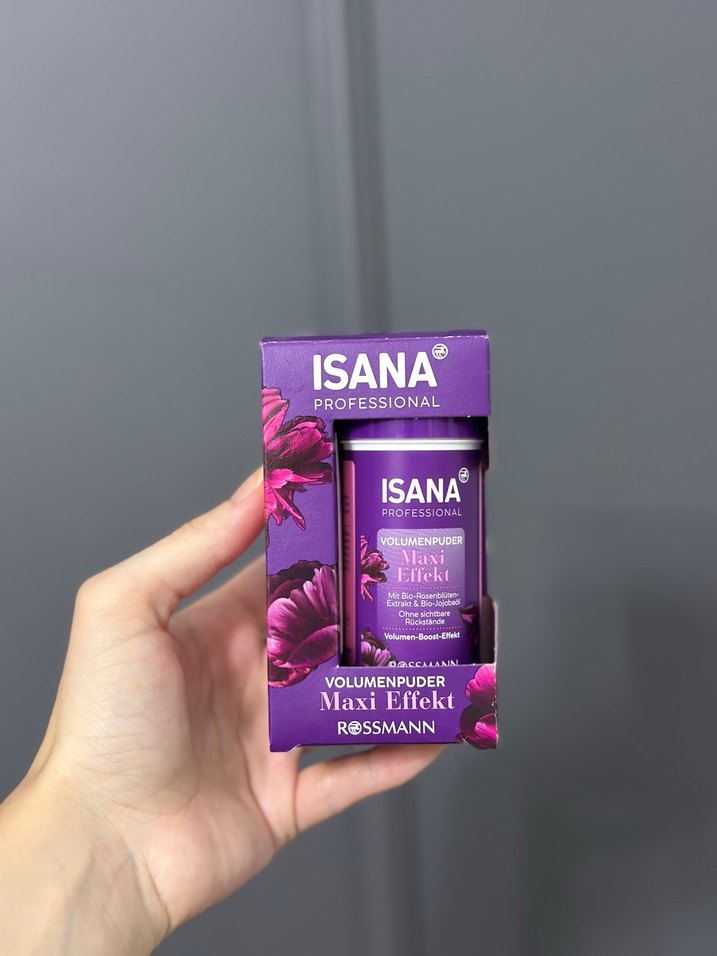 ISANA
PROFESSIONAL
ISANA
PROFESSIONAL
VOLUMENPUDER
Maxi
Effekt
Mit Bio-Rosenblüten-
Extrakt & Bio-Jojobaöl
Ohne sichtbare
Rückstände
Volumen-Boost-Effekt
ROSSMANN
VOLUMENPUDER
Maxi Effekt
ROSSMANN